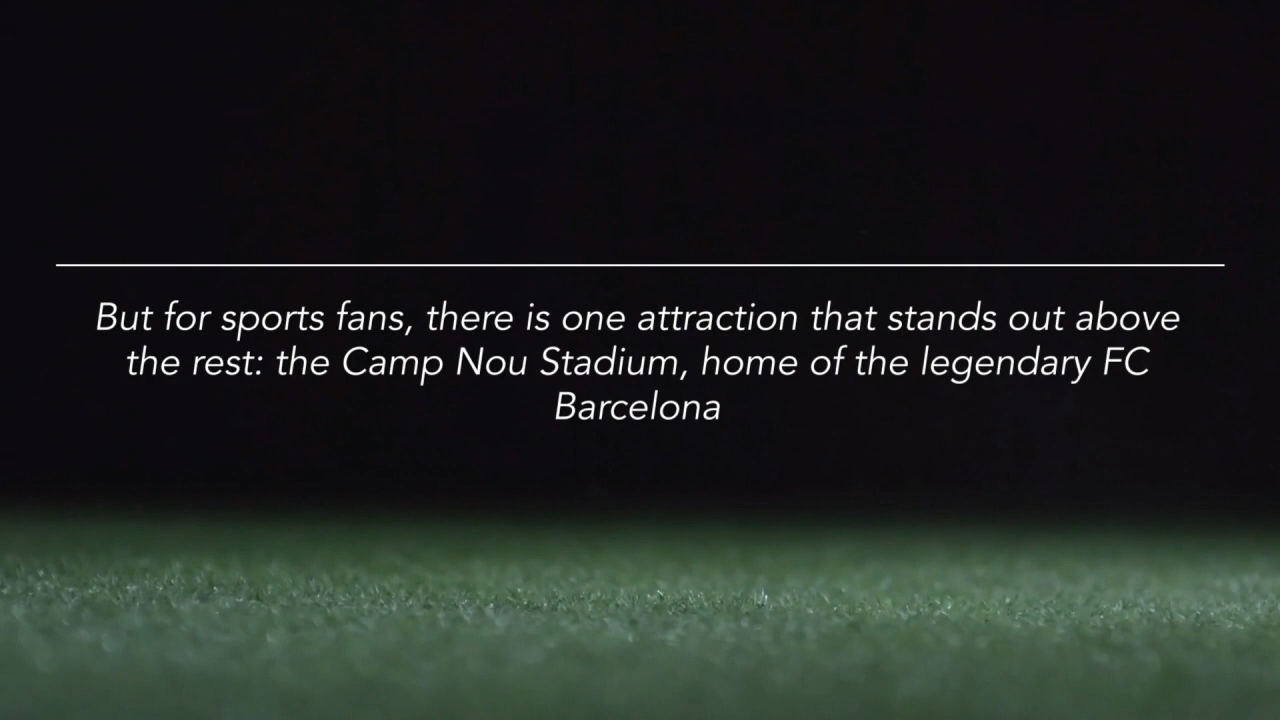 But for sports fans, there is one attraction that stands out above
the rest: the Camp Nou Stadium, home of the legendary FC
Barcelona